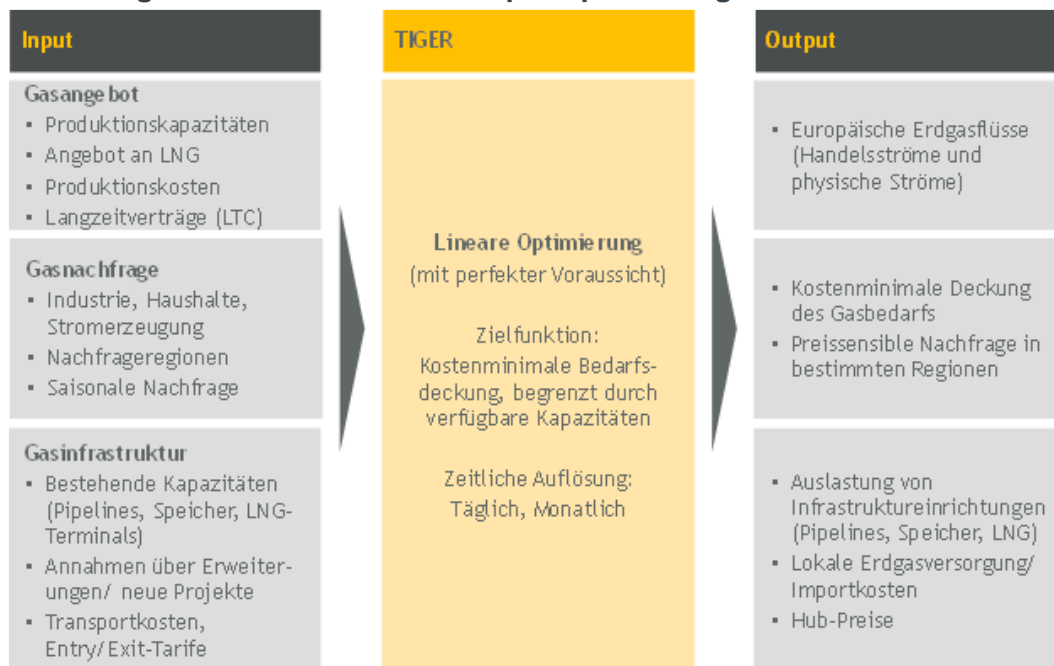 Input
Gasangebot
▪ Produktionskapazitäten
▪ Angebot an LNG
▪ Produktionskosten
▪ Langzeitverträge (LTC)
Gasnachfrage
▪ Industrie, Haushalte,
Stromerzeugung
▪ Nachfrageregionen
▪ Saisonale Nachfrage
Gasinfrastruktur
▪ Bestehende Kapazitäten
(Pipelines, Speicher, LNG-
Terminals)
▪ Annahmen über Erweiter-
ungen/ neue Projekte
▪ Transportkosten,
Entry/Exit-Tarife
TIGER
Lineare Optimierung
(mit perfekter Voraussicht)
Zielfunktion:
Kostenminimale Bedarfs-
deckung, begrenzt durch
verfügbare Kapazitäten
Zeitliche Auflösung:
Täglich, Monatlich
Output
▪ Europäische Erdgasflüsse
(Handelsströme und
physische Ströme)
▪ Kostenminimale Deckung
des Gasbedarfs
▪ Preissensible Nachfrage in
bestimmten Regionen
▪ Auslastung von
Infrastruktureinrichtungen
(Pipelines, Speicher, LNG)
▪ Lokale Erdgasversorgung/
Importkosten
▪ Hub-Preise